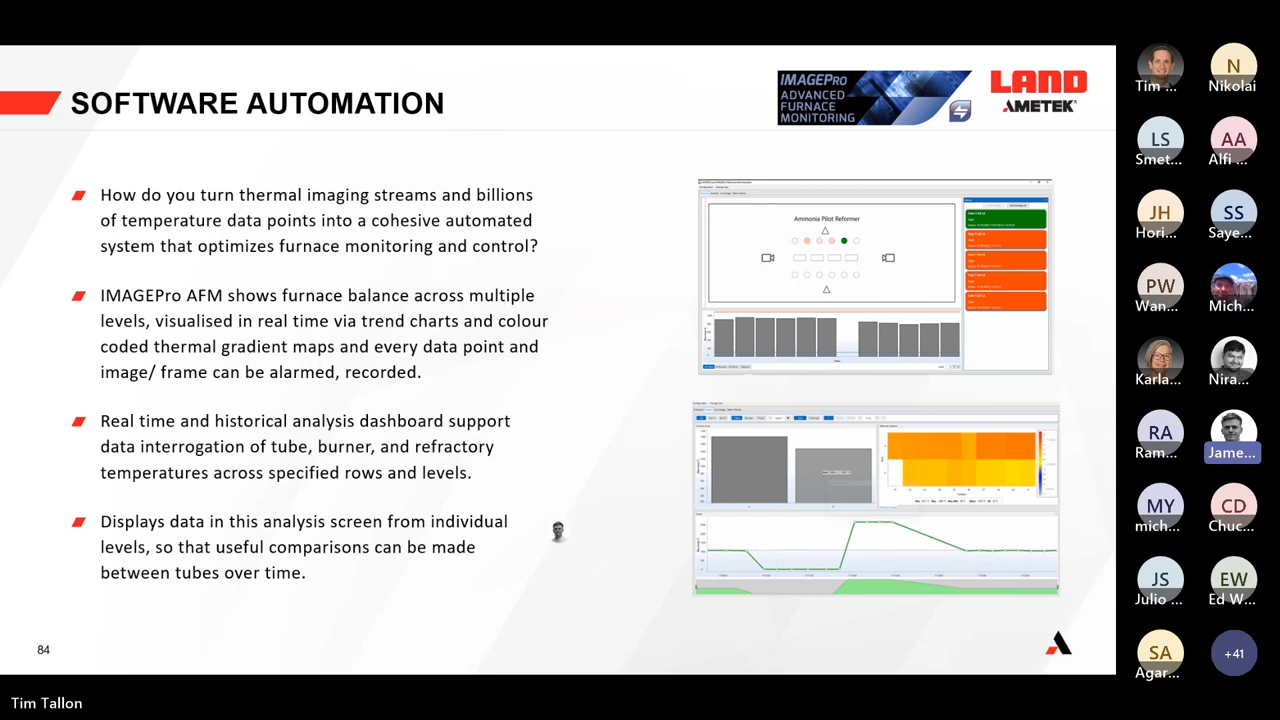 SOFTWARE AUTOMATION
IMAGEPRO
ADVANCED
FURNACE
MONITORING
LAND
AMETEK
How do you turn thermal imaging streams and billions
of temperature data points into a cohesive automated
system that optimizes furnace monitoring and control?
IMAGEPro AFM shows furnace balance across multiple
levels, visualised in real time via trend charts and colour
coded thermal gradient maps and every data point and
image/ frame can be alarmed, recorded.
Real time and historical analysis dashboard support
data interrogation of tube, burner, and refractory
temperatures across specified rows and levels.
Displays data in this analysis screen from individual
levels, so that useful comparisons can be made
between tubes over time.
Ammonia Pilot Reformer
84
Tim ...
N
Nikolai
LS
Smet...
AA
Alfi ...
JH
Hori...
SS
Saye...
PW
Wan...
Mich...
Karla...
Nira...
RA
Ram...
Jame...
MY
mich...
CD
Chuc...
JS
Julio ...
EW
Ed W...
SA
Agar...
+41
Tim Tallon